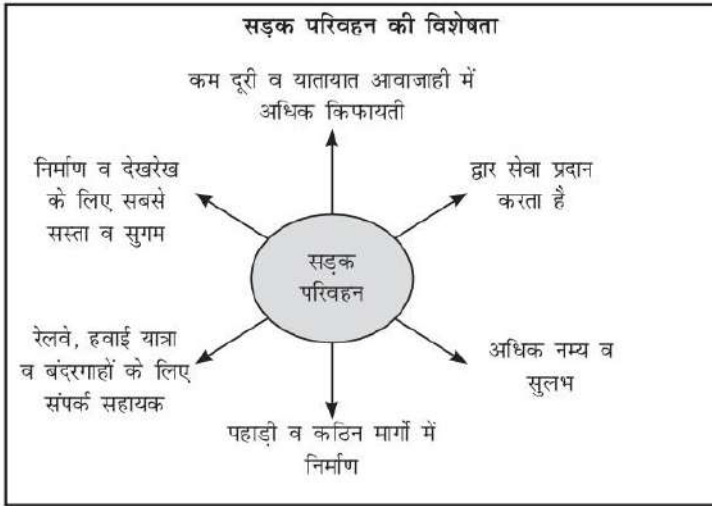 सड़क परिवहन की विशेषता
कम दूरी व यातायात आवाजाही में
अधिक किफायती
निर्माण व देखरेख
के लिए सबसे
सस्ता व सुगम
द्वार सेवा प्रदान
करता है
सड़क
परिवहन
रेलवे, हवाई यात्रा
व बंदरगाहों के लिए
संपर्क सहायक
अधिक नम्य व
सुलभ
पहाड़ी व कठिन मार्गो में
निर्माण